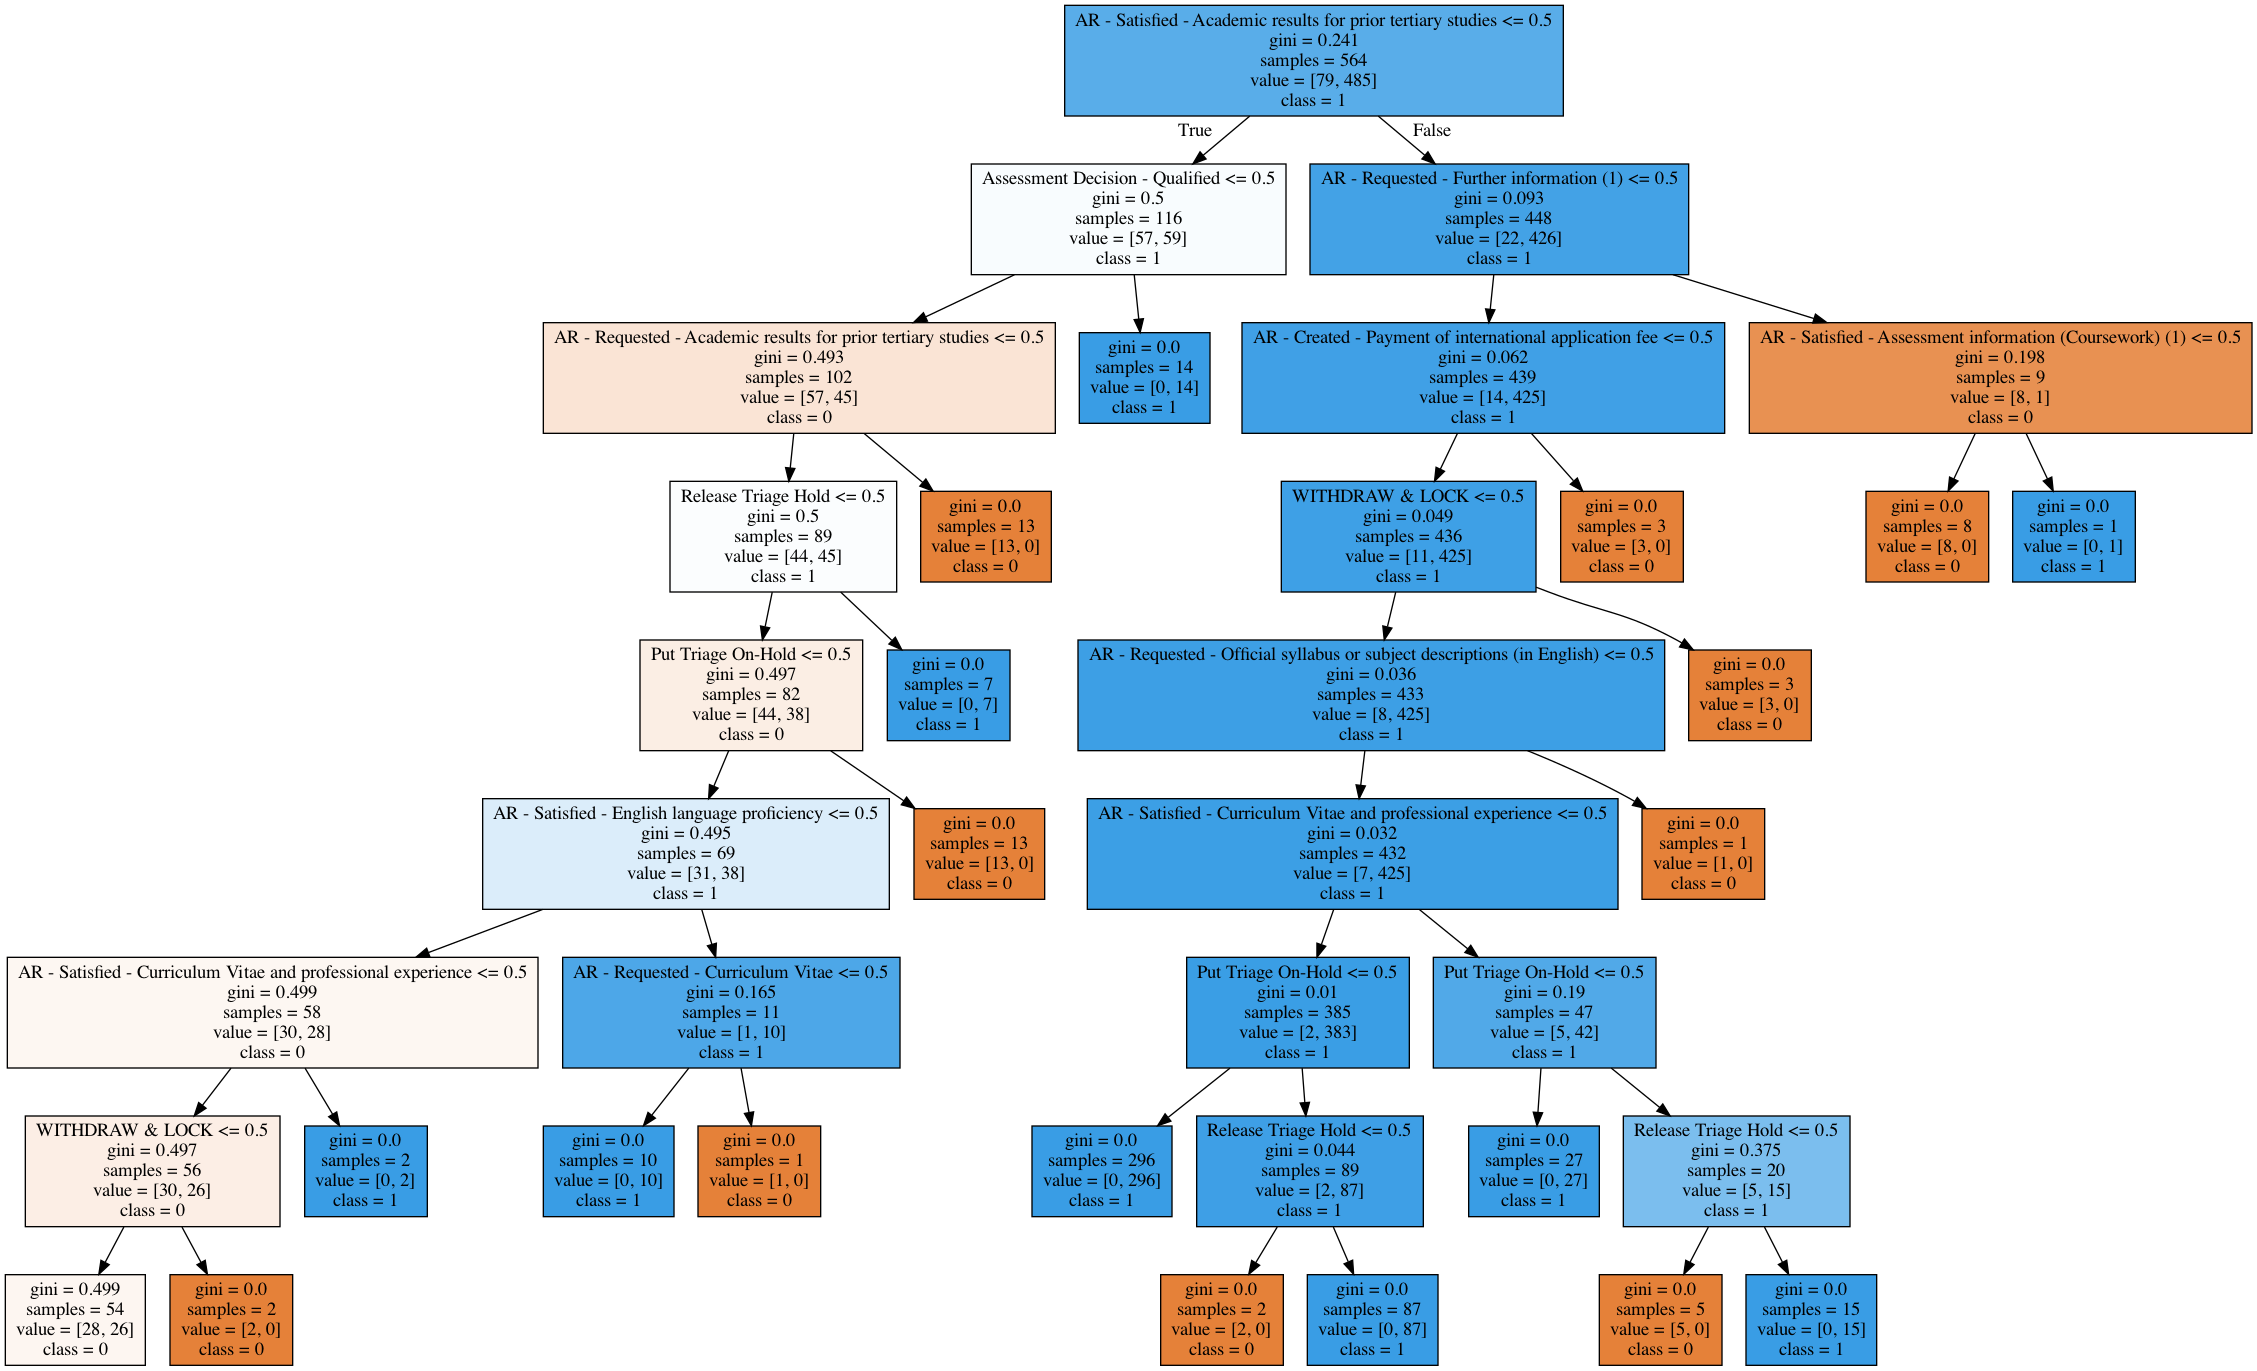 AR - Satisfied - Academic results for prior tertiary studies <= 0.5
gini = 0.241
samples = 564
value = [79, 485]
class = 1
True
False
Assessment Decision - Qualified <= 0.5
gini = 0.5
samples = 116
value = [57, 59]
class = 1
AR - Requested - Further information (1) <= 0.5
gini = 0.093
samples = 448
value = [22, 426]
class = 1
AR - Requested - Academic results for prior tertiary studies <= 0.5
gini = 0.493
samples = 102
value = [57, 45]
class = 0
gini = 0.0
samples = 14
value = [0, 14]
class = 1
AR - Created - Payment of international application fee <= 0.5
gini = 0.062
samples = 439
value = [14, 425]
class = 1
AR - Satisfied - Assessment information (Coursework) (1) <= 0.5
gini = 0.198
samples = 9
value = [8, 1]
class = 0
Release Triage Hold <= 0.5
gini = 0.5
samples = 89
value = [44, 45]
class = 1
gini = 0.0
samples = 13
value = [13, 0]
class = 0
WITHDRAW & LOCK <= 0.5
gini = 0.049
samples = 436
value = [11, 425]
class = 1
gini = 0.0
samples = 3
value = [3, 0]
class = 0
gini = 0.0
samples = 8
value = [8, 0]
class = 0
gini = 0.0
samples = 1
value = [0, 1]
class = 1
Put Triage On-Hold <= 0.5
gini = 0.497
samples = 82
value = [44, 38]
class = 0
gini = 0.0
samples = 7
value = [0, 7]
class = 1
AR - Requested - Official syllabus or subject descriptions (in English) <= 0.5
gini = 0.036
samples = 433
value = [8, 425]
class = 1
gini = 0.0
samples = 3
value = [3, 0]
class = 0
AR - Satisfied - English language proficiency <= 0.5
gini = 0.495
samples = 69
value = [31, 38]
class = 1
gini = 0.0
samples = 13
value = [13, 0]
class = 0
AR - Satisfied - Curriculum Vitae and professional experience <= 0.5
gini = 0.032
samples = 432
value = [7, 425]
class = 1
gini = 0.0
samples = 1
value = [1, 0]
class = 0
AR - Satisfied - Curriculum Vitae and professional experience <= 0.5
gini = 0.499
samples = 58
value = [30, 28]
class = 0
AR - Requested - Curriculum Vitae <= 0.5
gini = 0.165
samples = 11
value = [1, 10]
class = 1
Put Triage On-Hold <= 0.5
gini = 0.01
samples = 385
value = [2, 383]
class = 1
Put Triage On-Hold <= 0.5
gini = 0.19
samples = 47
value = [5, 42]
class = 1
WITHDRAW & LOCK <= 0.5
gini = 0.497
samples = 56
value = [30, 26]
class = 0
gini = 0.0
samples = 2
value = [0, 2]
class = 1
gini = 0.0
samples = 10
value = [0, 10]
class = 1
gini = 0.0
samples = 1
value = [1, 0]
class = 0
gini = 0.0
samples = 296
value = [0, 296]
class = 1
Release Triage Hold <= 0.5
gini = 0.044
samples = 89
value = [2, 87]
class = 1
gini = 0.0
samples = 27
value = [0, 27]
class = 1
Release Triage Hold <= 0.5
gini = 0.375
samples = 20
value = [5, 15]
class = 1
gini = 0.499
samples = 54
value = [28, 26]
class = 0
gini = 0.0
samples = 2
value = [2, 0]
class = 0
gini = 0.0
samples = 2
value = [2, 0]
class = 0
gini = 0.0
samples = 87
value = [0, 87]
class = 1
gini = 0.0
samples = 5
value = [5, 0]
class = 0
gini = 0.0
samples = 15
value = [0, 15]
class = 1